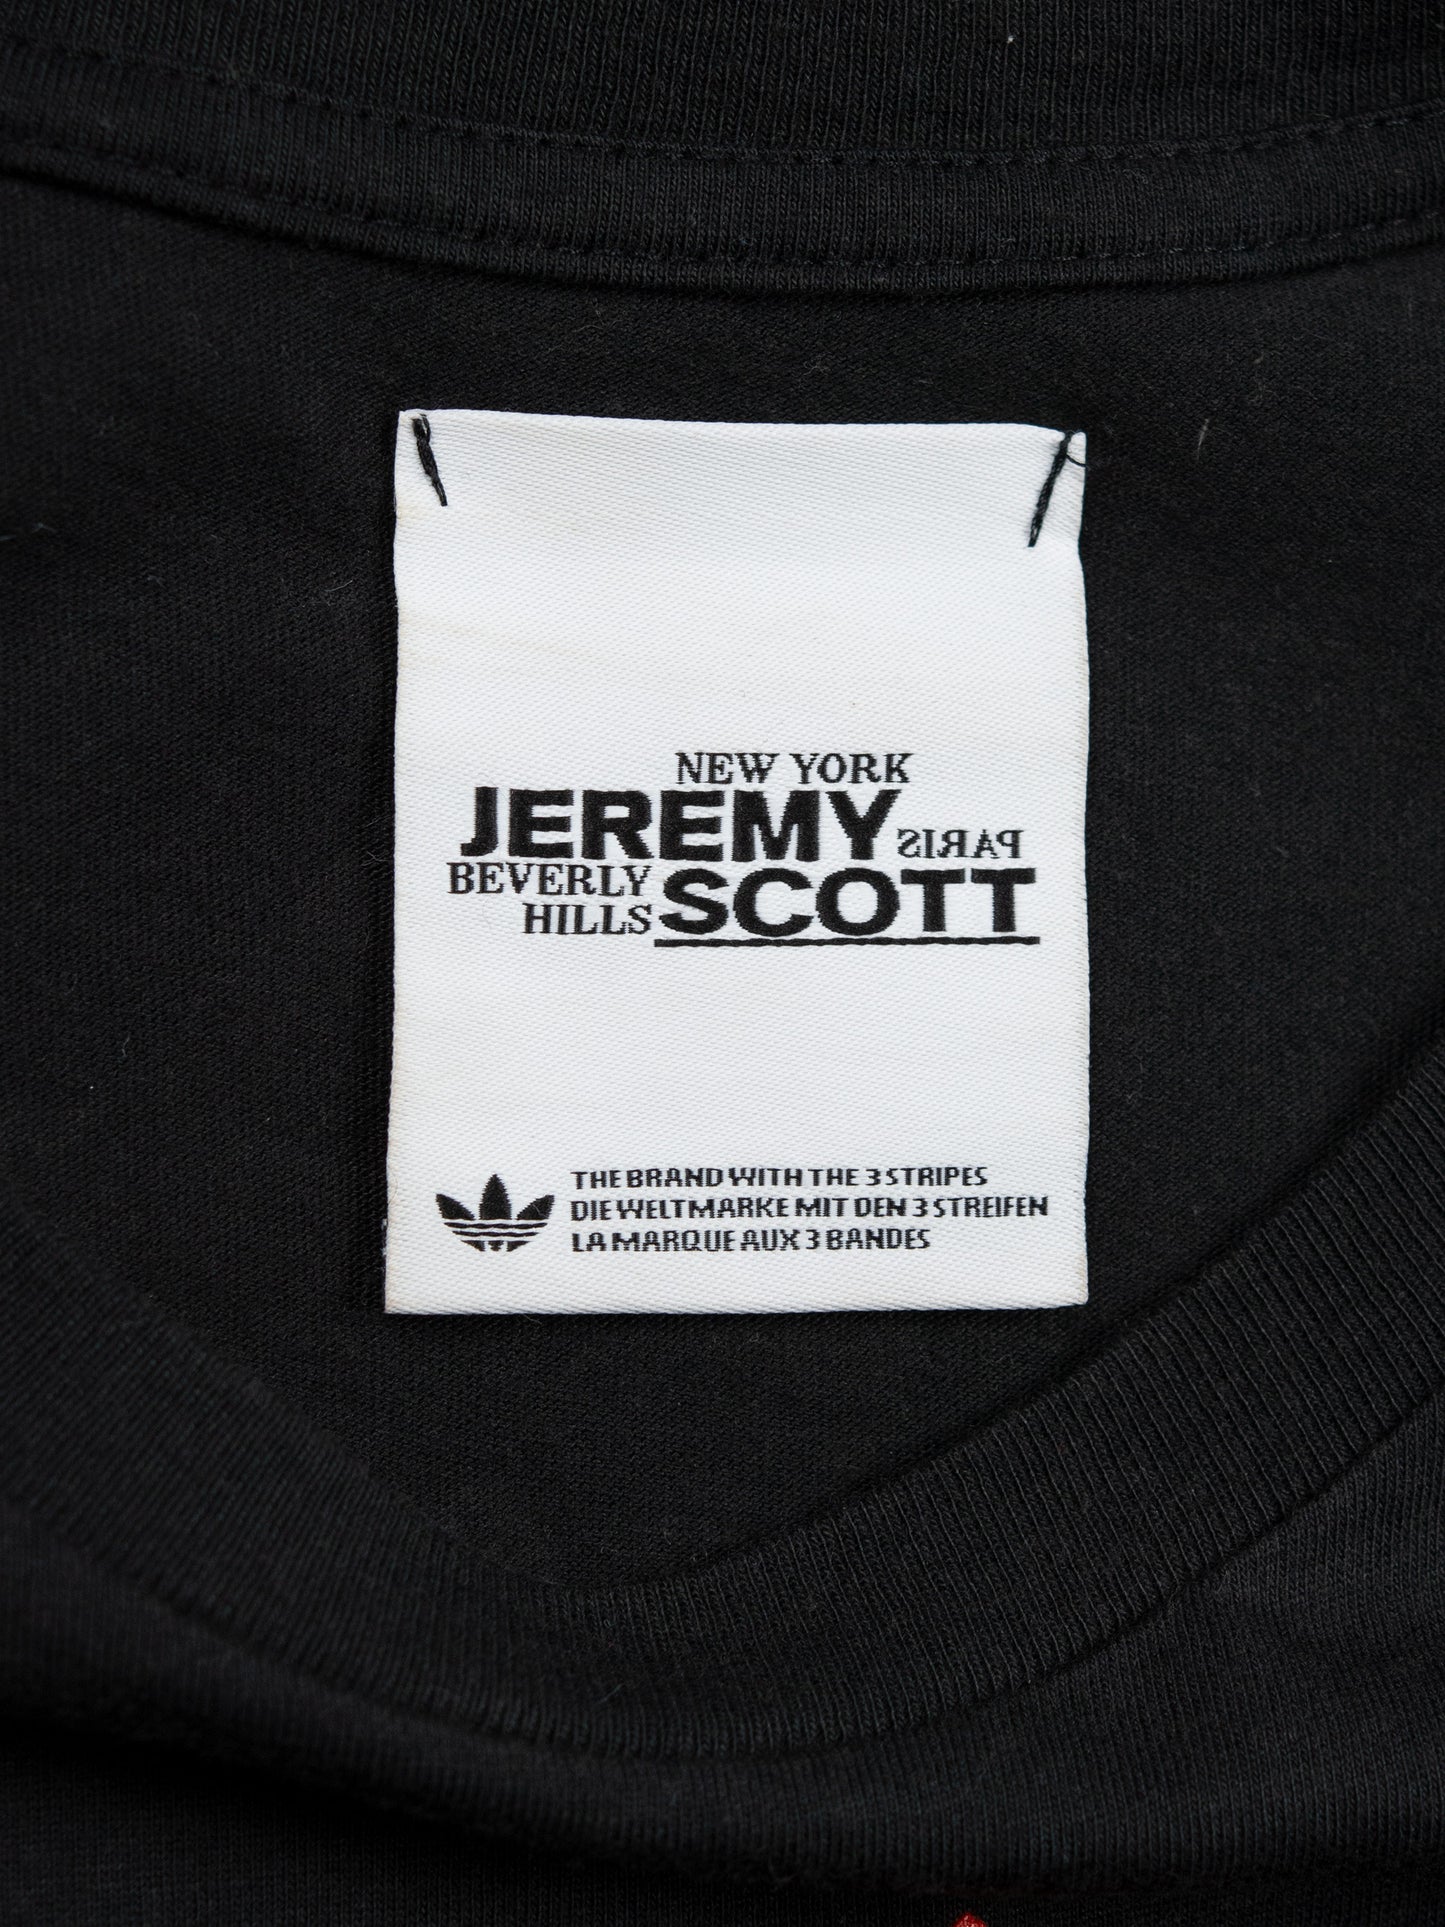 NEW YORK
JEREMY PARIS
BEVERLY
HILLS SCOTT
THE BRAND WITH THE 3 STRIPES
DIE WELTMARKE MIT DEN 3 STREIFEN
LA MARQUE AUX 3 BANDES